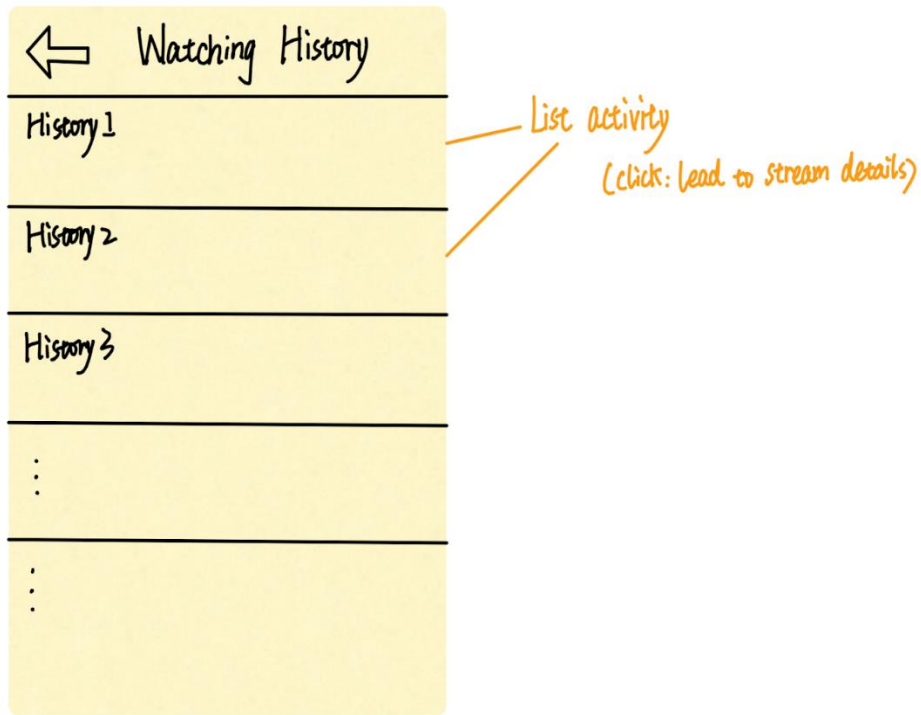 Watching History
History 1
History 2
History 3
⋮
⋮
List activity
(click: lead to stream details)